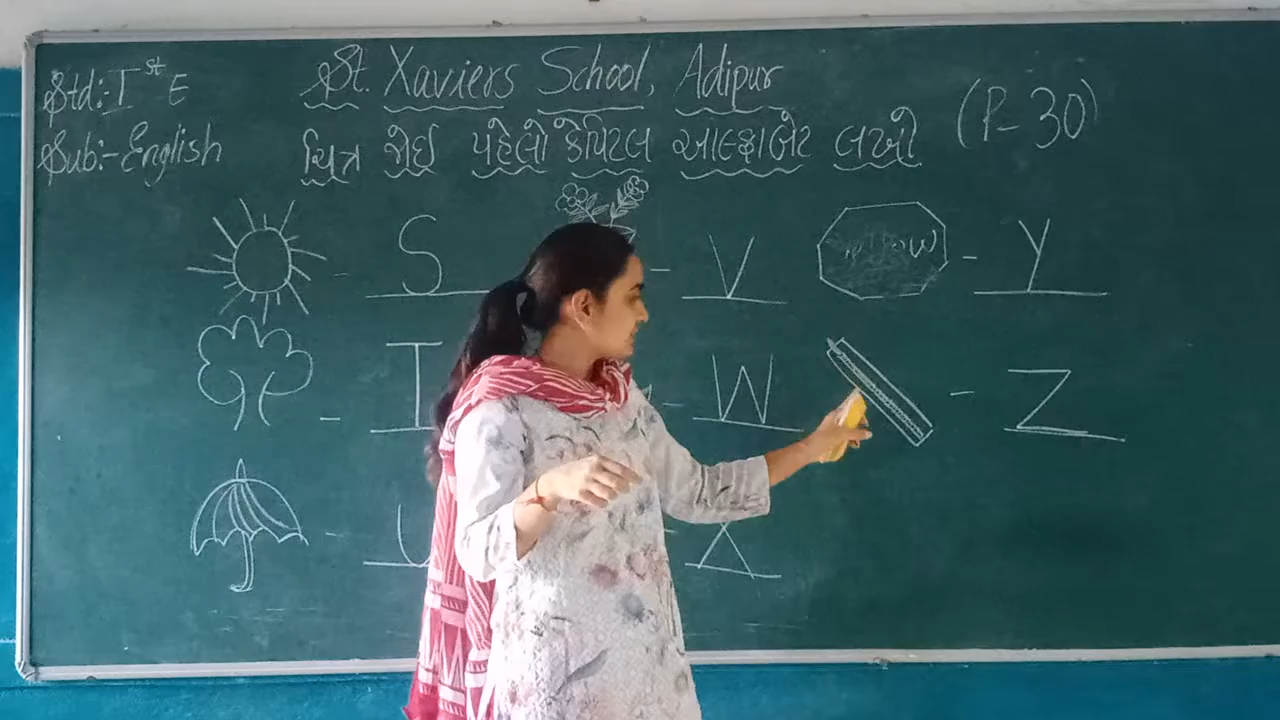 Std:- Ist E
St. Xaviers School, Adipur
Sub:- English
ચિત્ર જોઈ પહેલો કેપિટલ આલ્ફાબેટ લખો (P-30)
- S
- V
- Y
- T
- W
- Z
- U